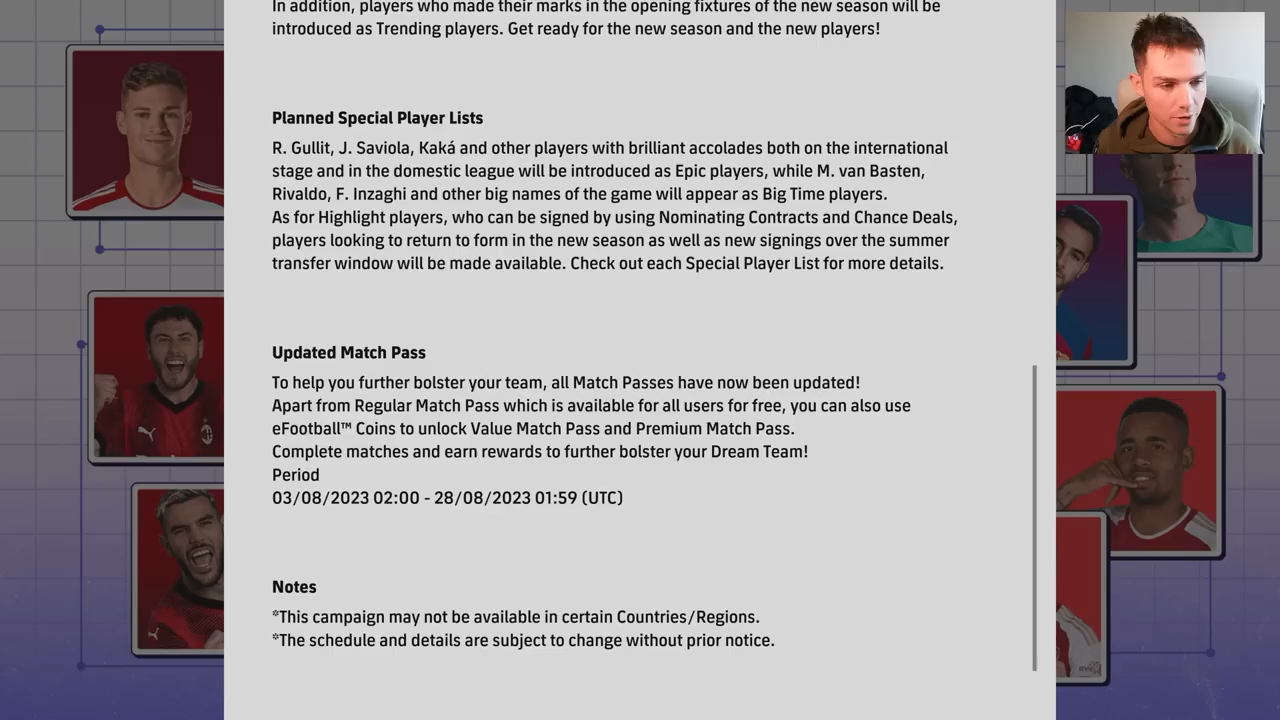 In addition, players who made their marks in the opening fixtures of the new season will be
introduced as Trending players. Get ready for the new season and the new players!
Planned Special Player Lists
R. Gullit, J. Saviola, Kaká and other players with brilliant accolades both on the international
stage and in the domestic league will be introduced as Epic players, while M. van Basten,
Rivaldo, F. Inzaghi and other big names of the game will appear as Big Time players.
As for Highlight players, who can be signed by using Nominating Contracts and Chance Deals,
players looking to return to form in the new season as well as new signings over the summer
transfer window will be made available. Check out each Special Player List for more details.
Updated Match Pass
To help you further bolster your team, all Match Passes have now been updated!
Apart from Regular Match Pass which is available for all users for free, you can also use
eFootball™ Coins to unlock Value Match Pass and Premium Match Pass.
Complete matches and earn rewards to further bolster your Dream Team!
Period
03/08/2023 02:00 - 28/08/2023 01:59 (UTC)
Notes
*This campaign may not be available in certain Countries/Regions.
*The schedule and details are subject to change without prior notice.